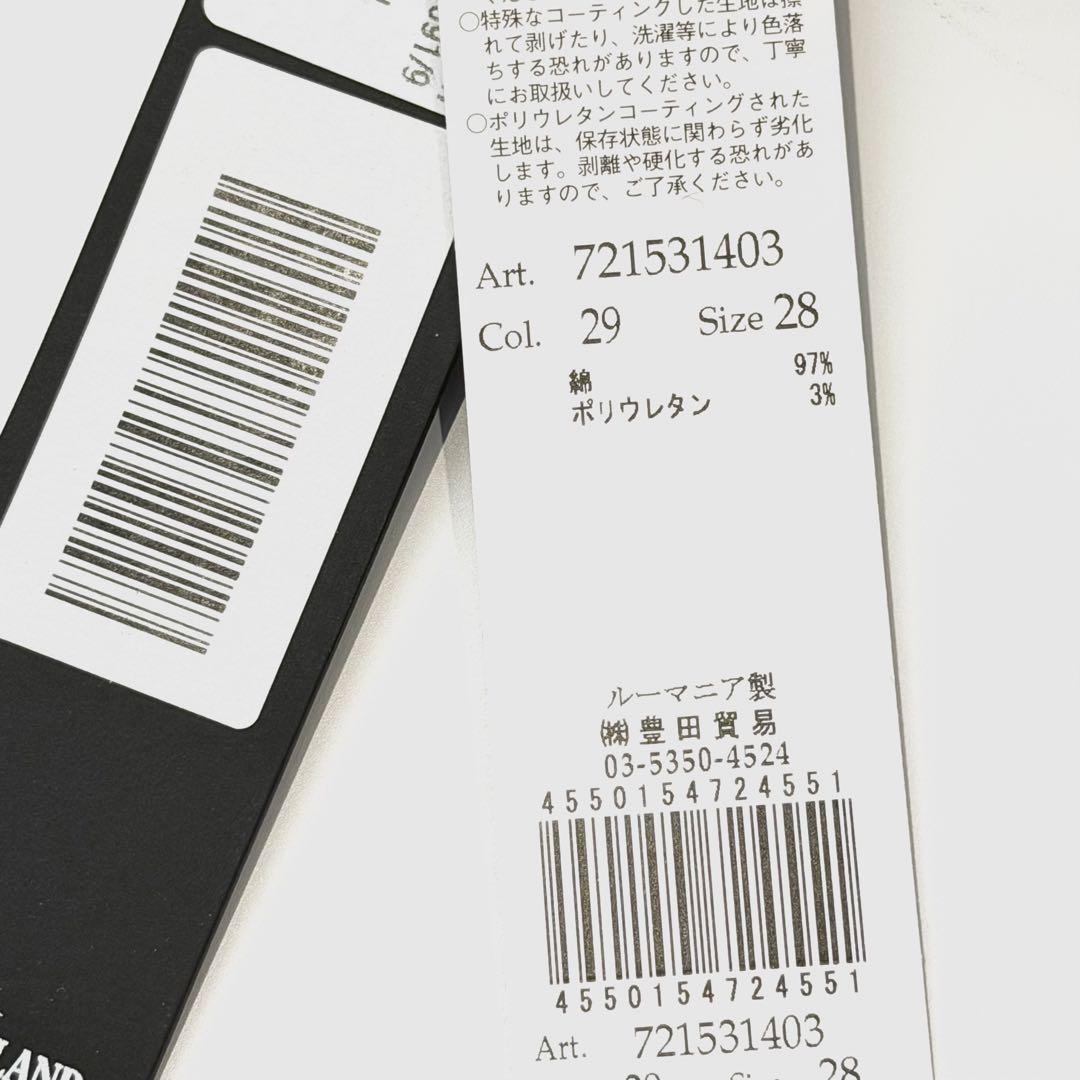 ○特殊なコーティングした生地は擦
れて剥げたり、洗濯等により色落
ちする恐れがありますので、丁寧
にお取扱いしてください。
○ポリウレタンコーティングされた
生地は、保存状態に関わらず劣化
します。剥離や硬化する恐れがあ
りますので、ご了承ください。
Art. 721531403
Col. 29 Size 28
綿 97%
ポリウレタン 3%
ルーマニア製
㈱豊田貿易
03-5350-4524
4550154724551
4550154724551
Art. 721531403
29 Size 28
LAND